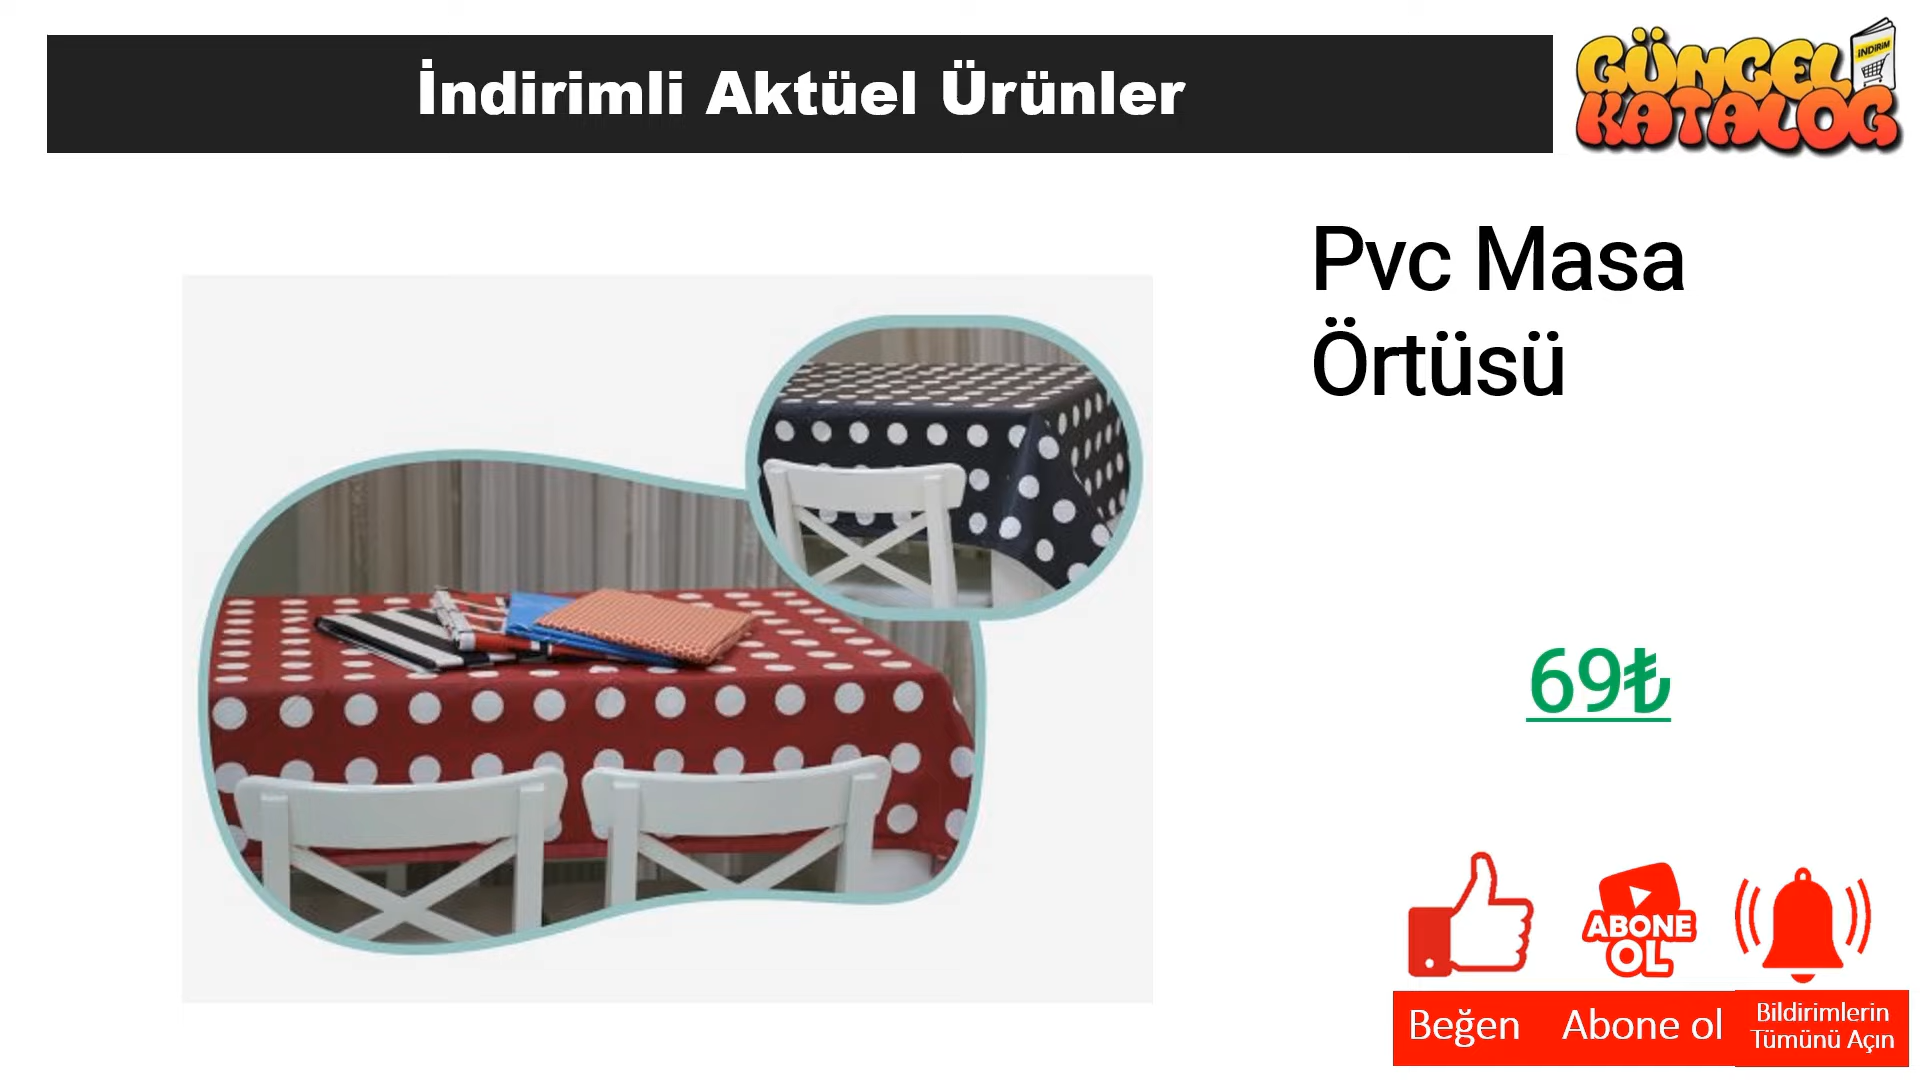 İndirimli Aktüel Ürünler
GÜNCEL
İNDİRİM
KATALOG
Pvc Masa
Örtüsü
69₺
ABONE
OL
Beğen
Abone ol
Bildirimlerin
Tümünü Açın